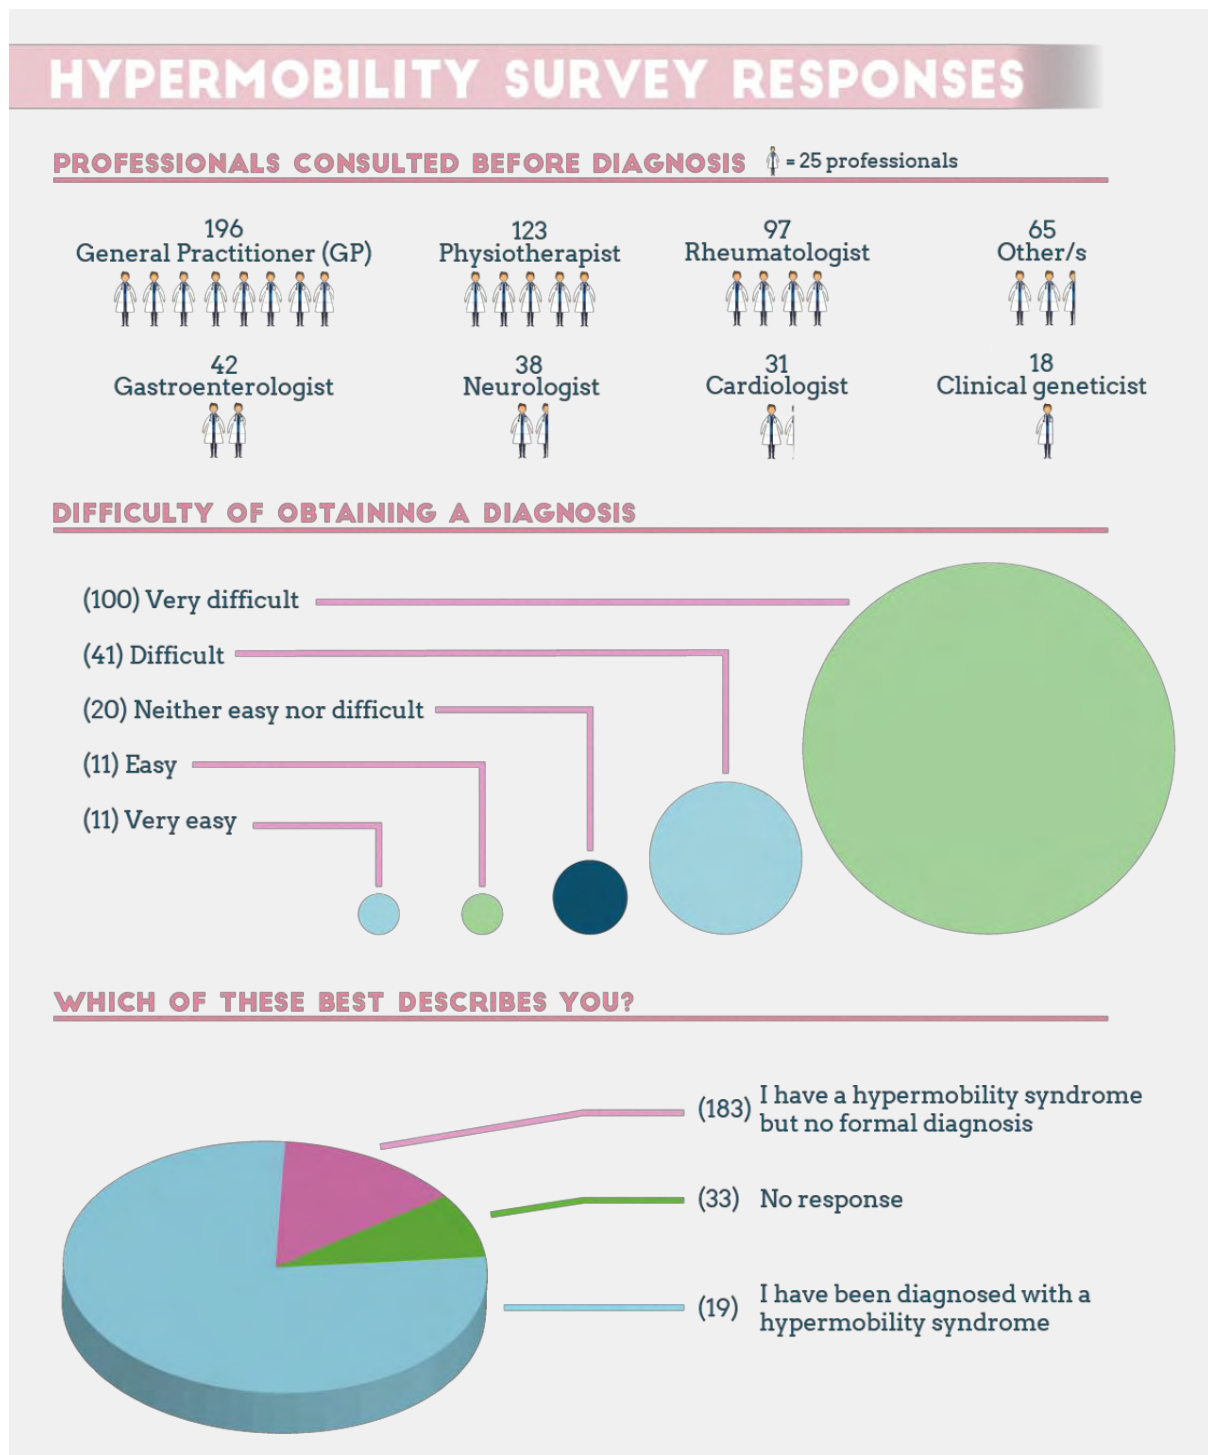 HYPERMOBILITY SURVEY RESPONSES
PROFESSIONALS CONSULTED BEFORE DIAGNOSIS = 25 professionals
196
General Practitioner (GP)
123
Physiotherapist
97
Rheumatologist
65
Other/s
42
Gastroenterologist
38
Neurologist
31
Cardiologist
18
Clinical geneticist
DIFFICULTY OF OBTAINING A DIAGNOSIS
(100) Very difficult
(41) Difficult
(20) Neither easy nor difficult
(11) Easy
(11) Very easy
WHICH OF THESE BEST DESCRIBES YOU?
(183) I have a hypermobility syndrome
but no formal diagnosis
(33) No response
(19) I have been diagnosed with a
hypermobility syndrome